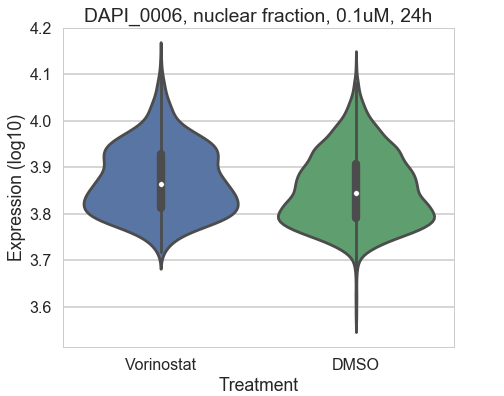 DAPI_0006, nuclear fraction, 0.1uM, 24h
4.2
4.1
4.0
3.9
3.8
3.7
3.6
Expression (log10)
Vorinostat
DMSO
Treatment